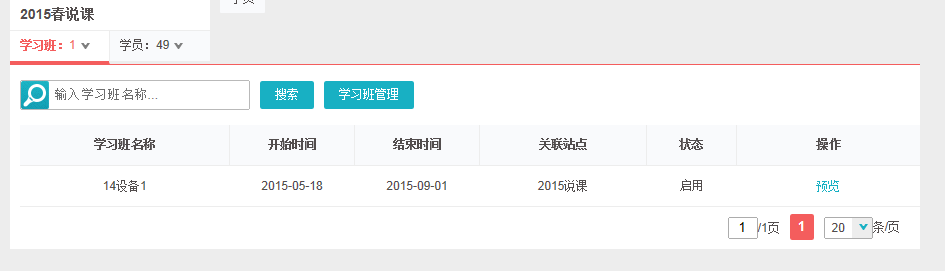 2015春说课
学习班：1 学员：49
输入学习班名称... 搜索 学习班管理
学习班名称 开始时间 结束时间 关联站点 状态 操作
14设备1 2015-05-18 2015-09-01 2015说课 启用 预览
1 /1页 1 20 条/页